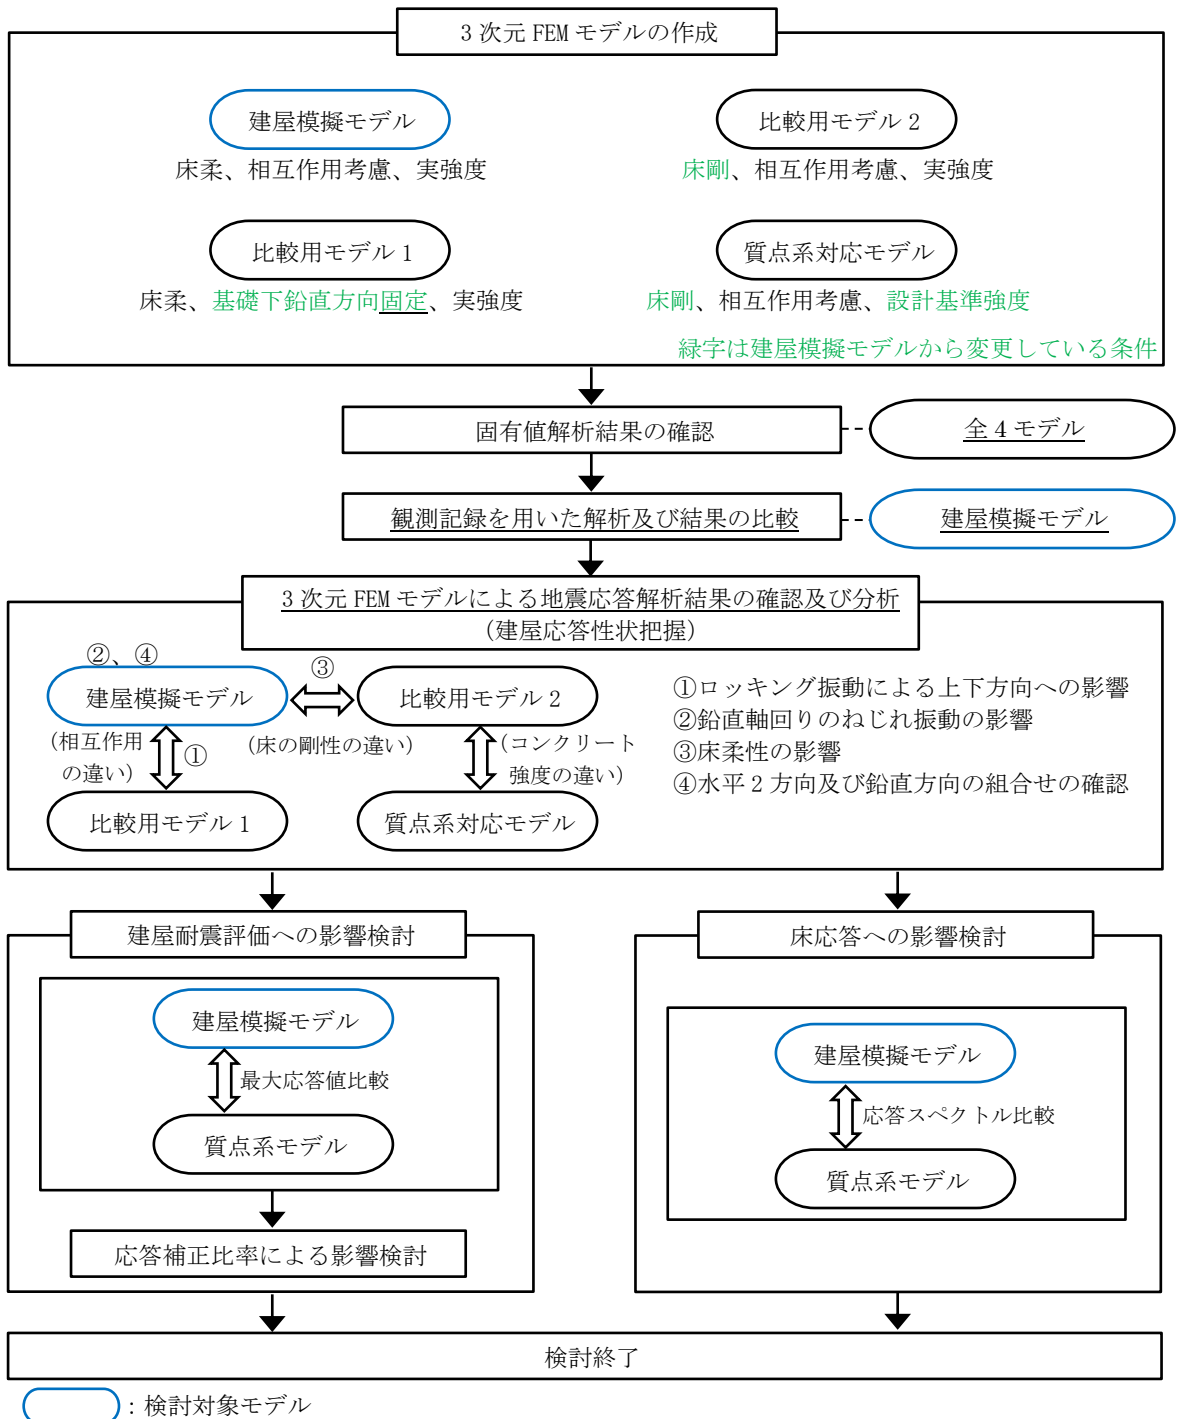 3次元 FEM モデルの作成
建屋模擬モデル
床柔、相互作用考慮、実強度
比較用モデル 2
床剛、相互作用考慮、実強度
比較用モデル 1
床柔、基礎下鉛直方向固定、実強度
質点系対応モデル
床剛、相互作用考慮、設計基準強度
緑字は建屋模擬モデルから変更している条件
固有値解析結果の確認
全 4 モデル
観測記録を用いた解析及び結果の比較
建屋模擬モデル
3次元 FEM モデルによる地震応答解析結果の確認及び分析
(建屋応答性状把握)
②、④
建屋模擬モデル
③
比較用モデル 2
(相互作用
の違い)
①
(床の剛性の違い)
(コンクリート
強度の違い)
比較用モデル 1
質点系対応モデル
①ロッキング振動による上下方向への影響
②鉛直軸回りのねじれ振動の影響
③床柔性の影響
④水平 2 方向及び鉛直方向の組合せの確認
建屋耐震評価への影響検討
建屋模擬モデル
最大応答値比較
質点系モデル
応答補正比率による影響検討
床応答への影響検討
建屋模擬モデル
応答スペクトル比較
質点系モデル
検討終了
：検討対象モデル